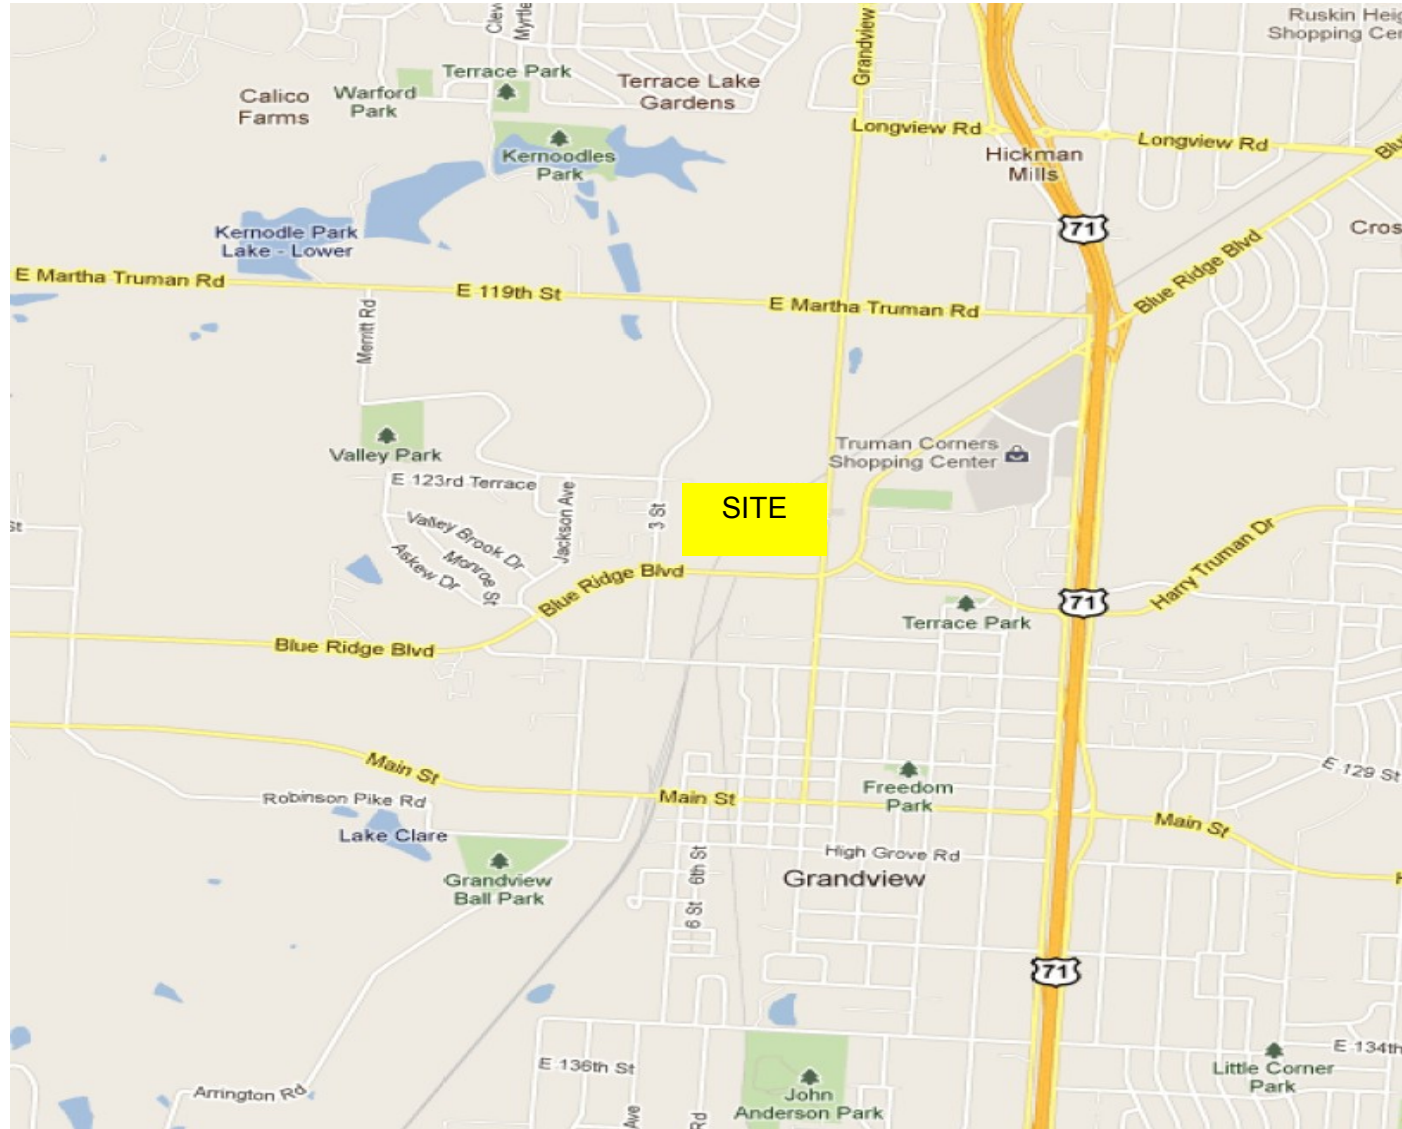 Clev
Myrtle
Grandview
Ruskin Heig
Shopping Cen
Terrace Park
Warford
Park
Calico
Farms
Terrace Lake
Gardens
Longview Rd
Longview Rd
Blu
Kernoodles
Park
Hickman
Mills
71
Cros
Kernodle Park
Lake - Lower
Blue Ridge Blvd
E Martha Truman Rd
E 119th St
E Martha Truman Rd
Merritt Rd
Valley Park
Truman Corners
Shopping Center
E 123rd Terrace
SITE
Jackson Ave
3 St
St
Valley Brook Dr
Monroe St
Askew Dr
Harry Truman Dr
Blue Ridge Blvd
71
Terrace Park
Blue Ridge Blvd
Main St
E 129 St
Freedom
Park
Robinson Pike Rd
Main St
Main St
Lake Clare
High Grove Rd
6th St
Grandview
Grandview
Ball Park
H
6 St
71
E 134th
E 136th St
Little Corner
Park
Arrington Rd
John
Anderson Park
Ave
Rd